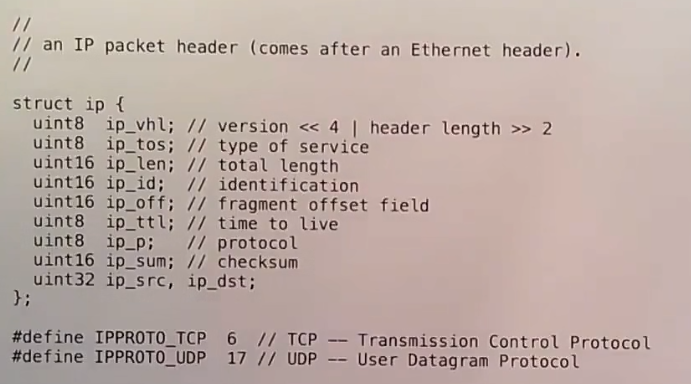 //
// an IP packet header (comes after an Ethernet header).
//
struct ip {
  uint8  ip_vhl; // version << 4 | header length >> 2
  uint8  ip_tos; // type of service
  uint16 ip_len; // total length
  uint16 ip_id;  // identification
  uint16 ip_off; // fragment offset field
  uint8  ip_ttl; // time to live
  uint8  ip_p;   // protocol
  uint16 ip_sum; // checksum
  uint32 ip_src, ip_dst;
};
#define IPPROTO_TCP  6  // TCP -- Transmission Control Protocol
#define IPPROTO_UDP  17 // UDP -- User Datagram Protocol